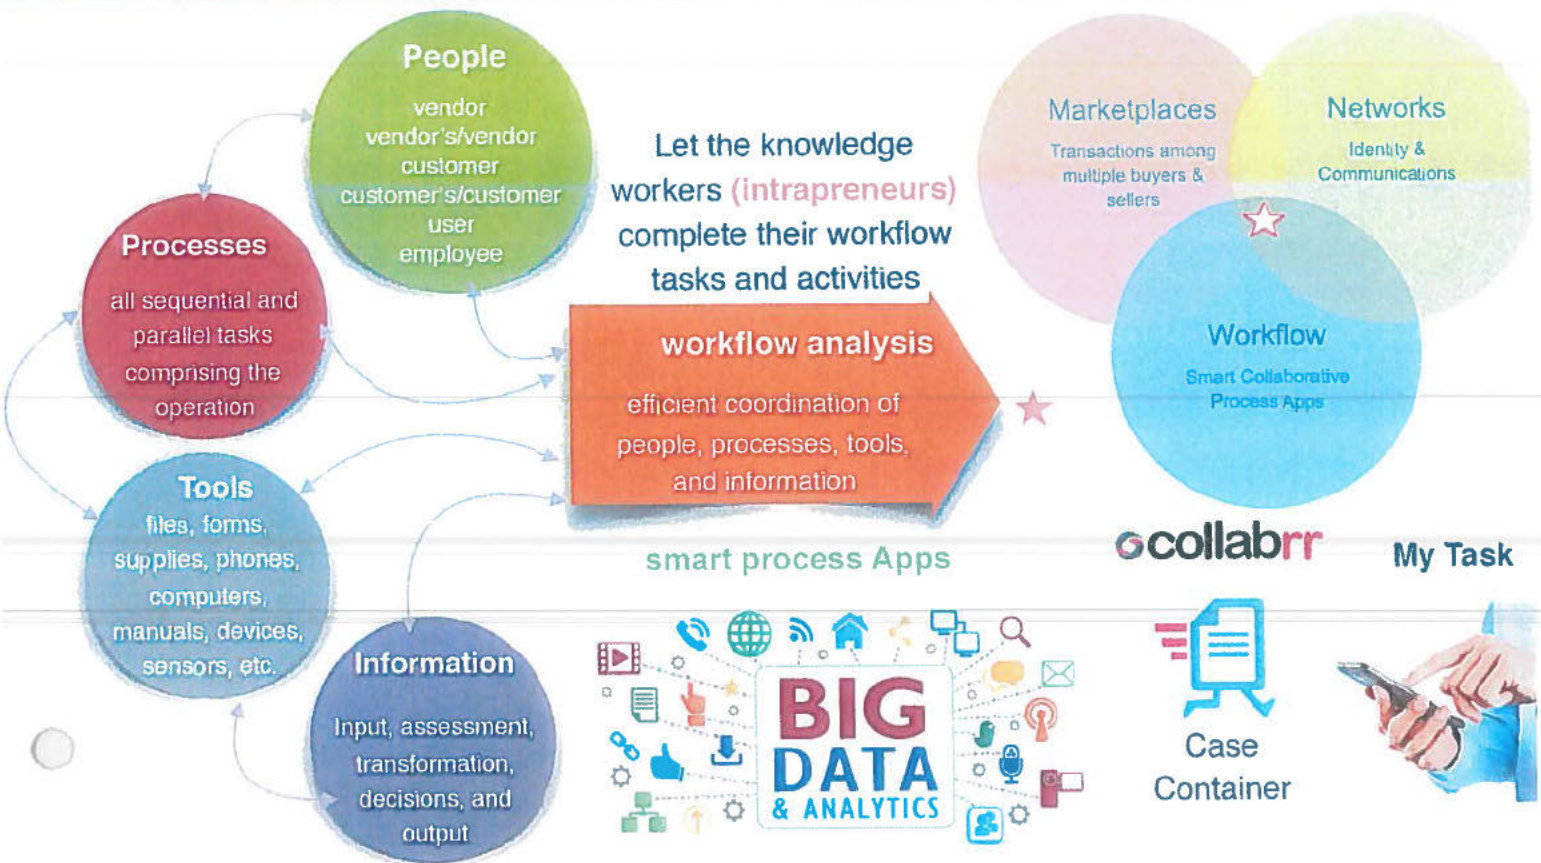 People
vendor
vendor's/vendor
customer
customer's/customer
user
employee
Processes
all sequential and
parallel tasks
comprising the
operation
Tools
files, forms,
supplies, phones,
computers,
manuals, devices,
sensors, etc.
Information
Input, assessment,
transformation,
decisions, and
output
Let the knowledge
workers (intrapreneurs)
complete their workflow
tasks and activities
workflow analysis
efficient coordination of
people, processes, tools,
and information
smart process Apps
BIG
DATA
& ANALYTICS
Marketplaces
Transactions among
multiple buyers &
sellers
Networks
Identity &
Communications
Workflow
Smart Collaborative
Process Apps
collabrr
My Task
Case
Container